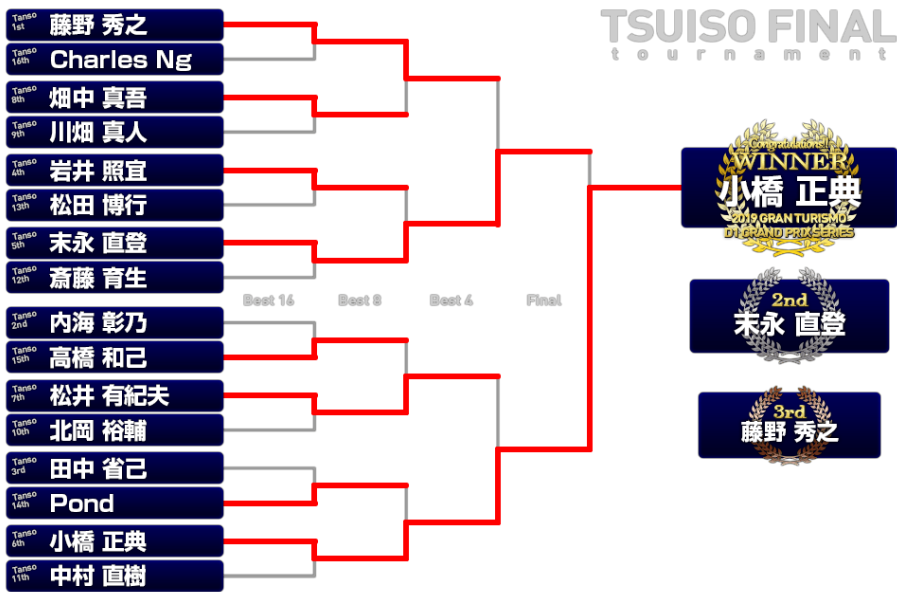 TSUISO FINAL
tournament
Tanso 1st 藤野 秀之
Tanso 16th Charles Ng
Tanso 8th 畑中 真吾
Tanso 9th 川畑 真人
Tanso 4th 岩井 照宜
Tanso 13th 松田 博行
Tanso 5th 末永 直登
Tanso 12th 斎藤 育生
Best 16 Best 8 Best 4 Final
Tanso 2nd 内海 彰乃
Tanso 15th 高橋 和己
Tanso 7th 松井 有紀夫
Tanso 10th 北岡 裕輔
Tanso 3rd 田中 省己
Tanso 14th Pond
Tanso 6th 小橋 正典
Tanso 11th 中村 直樹
Congratulations!!
WINNER
小橋 正典
2019 GRAN TURISMO
D1 GRAND PRIX SERIES
2nd
末永 直登
3rd
藤野 秀之